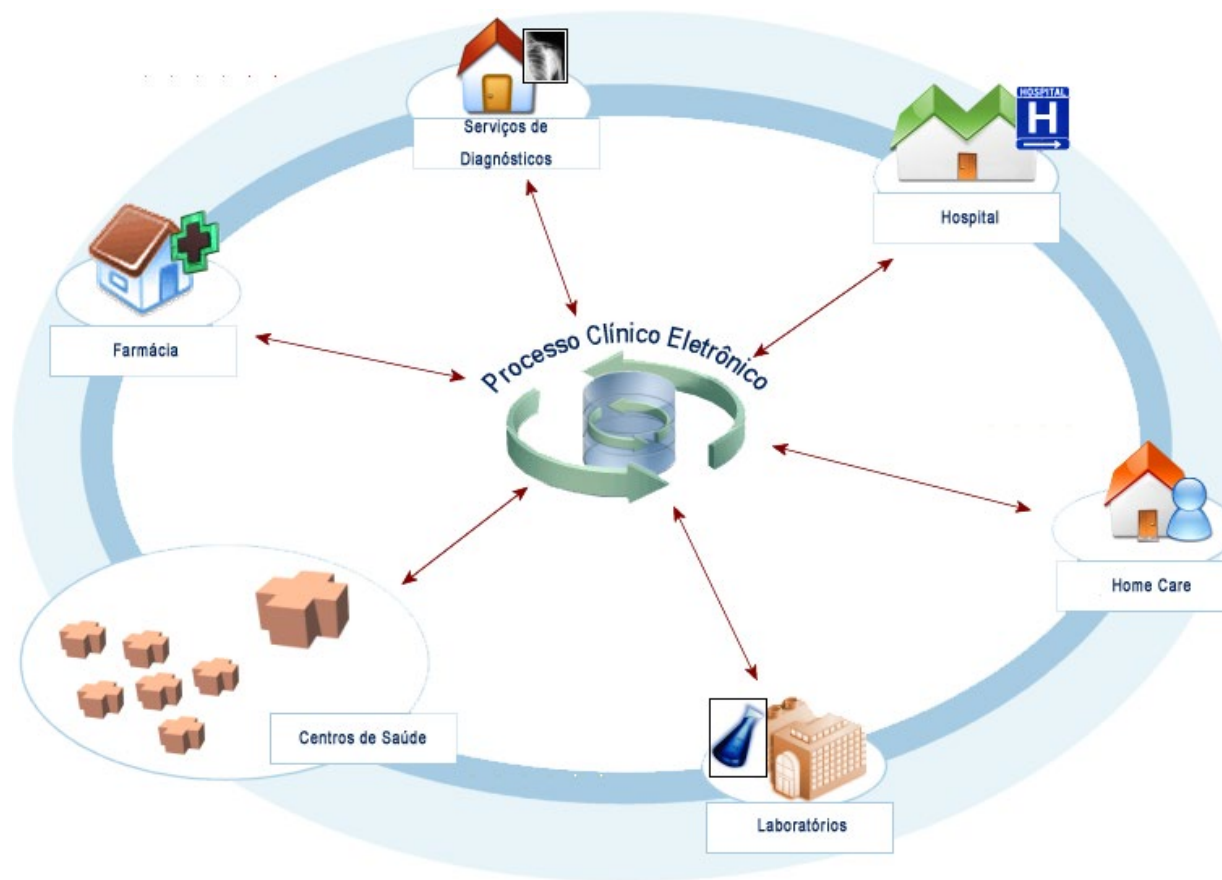 Serviços de
Diagnósticos
HOSPITAL
H
Hospital
Farmácia
Processo Clínico Eletrônico
Home Care
Centros de Saúde
Laboratórios